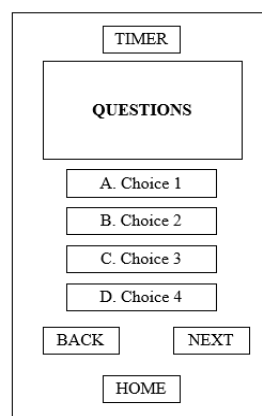 TIMER
QUESTIONS
A. Choice 1
B. Choice 2
C. Choice 3
D. Choice 4
BACK NEXT
HOME